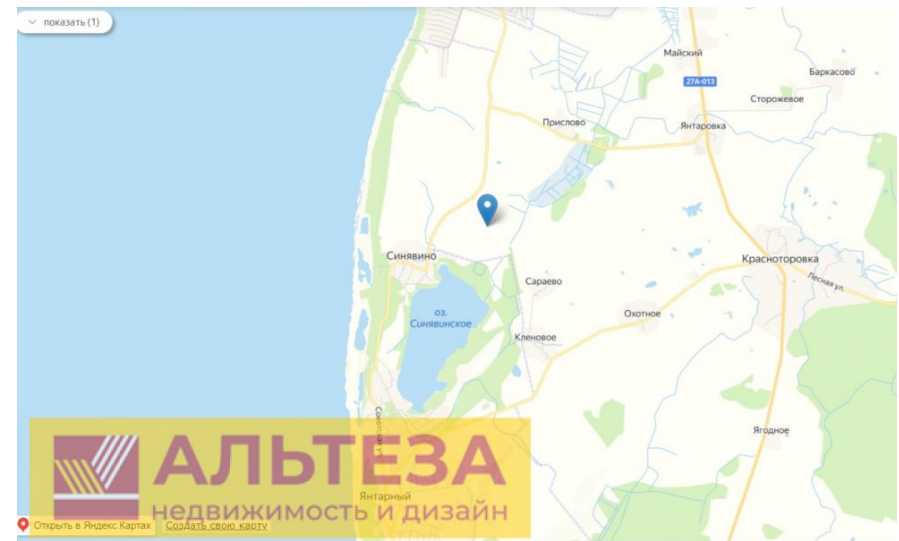 показать (1)
Майский
27А-013
Баркасово
Сторожевое
Прислово
Янтаровка
Синявино
Красноторовка
Лесная ул.
Сараево
оз.
Синявинское
Охотное
Кленовое
Ягодное
АЛЬТЕЗА
Янтарный
недвижимость и дизайн
Открыть в Яндекс.Картах
Создать свою карту